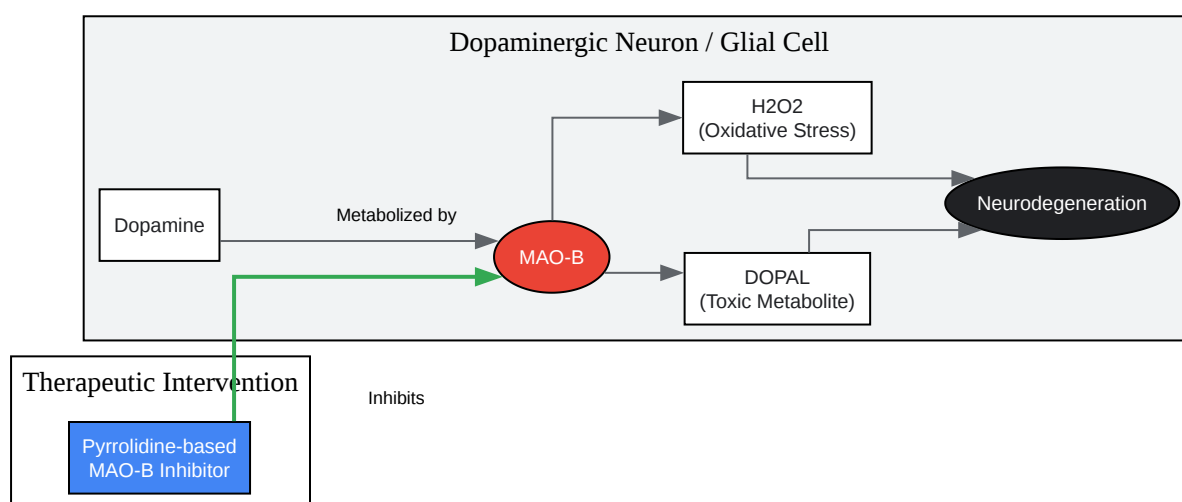 Dopaminergic Neuron / Glial Cell
H2O2
(Oxidative Stress)
Dopamine
Metabolized by
MAO-B
Neurodegeneration
DOPAL
(Toxic Metabolite)
Therapeutic Intervention
Inhibits
Pyrrolidine-based
MAO-B Inhibitor